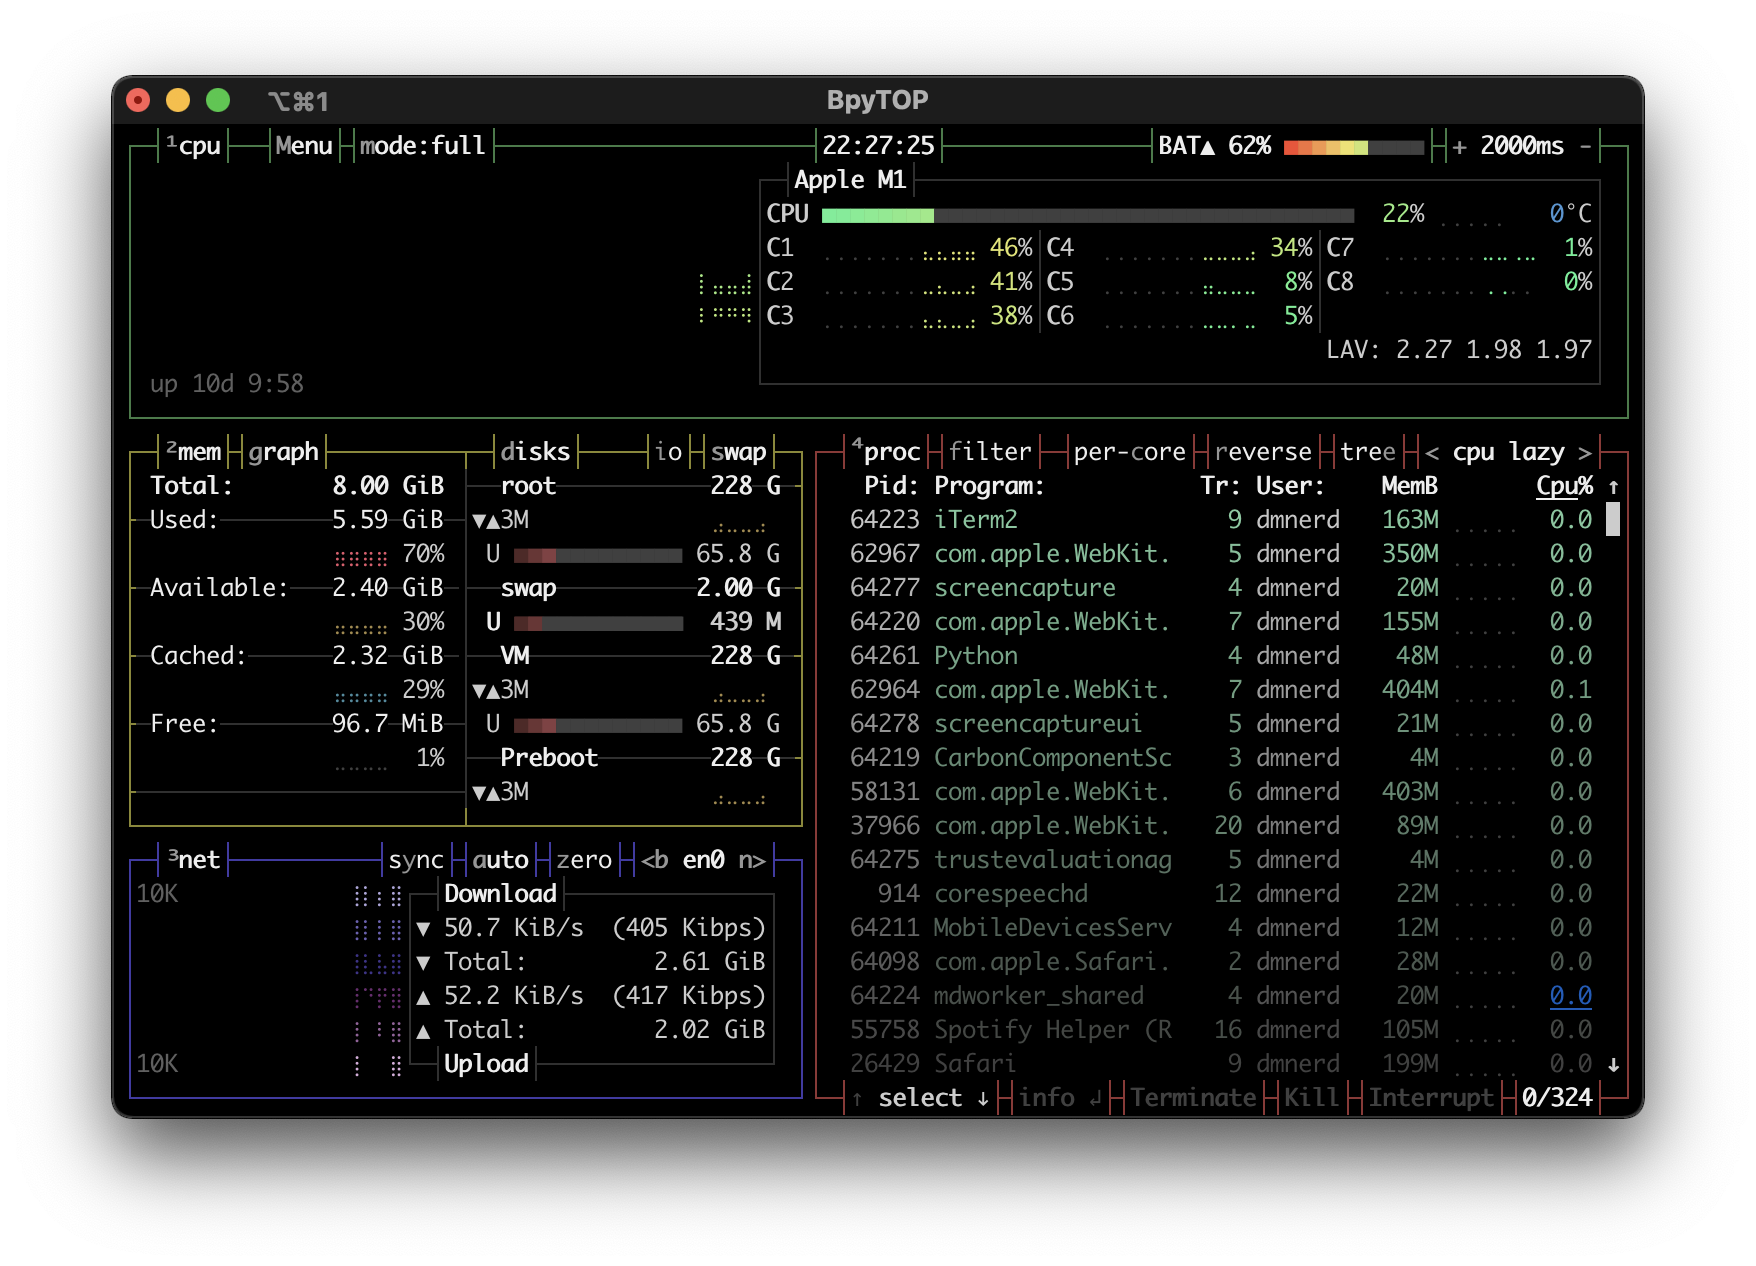 ⌥⌘1 BpyTOP
¹cpu Menu mode:full 22:27:25 BAT▲ 62% + 2000ms -
Apple M1
CPU 22% 0°C
C1 46% C4 34% C7 1%
C2 41% C5 8% C8 0%
C3 38% C6 5%
LAV: 2.27 1.98 1.97
up 10d 9:58
²mem graph disks io swap
Total: 8.00 GiB
Used: 5.59 GiB
70%
Available: 2.40 GiB
30%
Cached: 2.32 GiB
29%
Free: 96.7 MiB
1%
root 228 G
▼▲3M
U 65.8 G
swap 2.00 G
U 439 M
VM 228 G
▼▲3M
U 65.8 G
Preboot 228 G
▼▲3M
³net sync auto zero <b en0 n>
10K
Download
▼ 50.7 KiB/s (405 Kibps)
▼ Total: 2.61 GiB
▲ 52.2 KiB/s (417 Kibps)
▲ Total: 2.02 GiB
10K
Upload
⁴proc filter per-core reverse tree < cpu lazy >
Pid: Program: Tr: User: MemB Cpu% ↑
64223 iTerm2 9 dmnerd 163M 0.0
62967 com.apple.WebKit. 5 dmnerd 350M 0.0
64277 screencapture 4 dmnerd 20M 0.0
64220 com.apple.WebKit. 7 dmnerd 155M 0.0
64261 Python 4 dmnerd 48M 0.0
62964 com.apple.WebKit. 7 dmnerd 404M 0.1
64278 screencaptureui 5 dmnerd 21M 0.0
64219 CarbonComponentSc 3 dmnerd 4M 0.0
58131 com.apple.WebKit. 6 dmnerd 403M 0.0
37966 com.apple.WebKit. 20 dmnerd 89M 0.0
64275 trustevaluationag 5 dmnerd 4M 0.0
914 corespeechd 12 dmnerd 22M 0.0
64211 MobileDevicesServ 4 dmnerd 12M 0.0
64098 com.apple.Safari. 2 dmnerd 28M 0.0
64224 mdworker_shared 4 dmnerd 20M 0.0
55758 Spotify Helper (R 16 dmnerd 105M 0.0
26429 Safari 9 dmnerd 199M 0.0 ↓
↑ select ↓ info ↲ Terminate Kill Interrupt 0/324